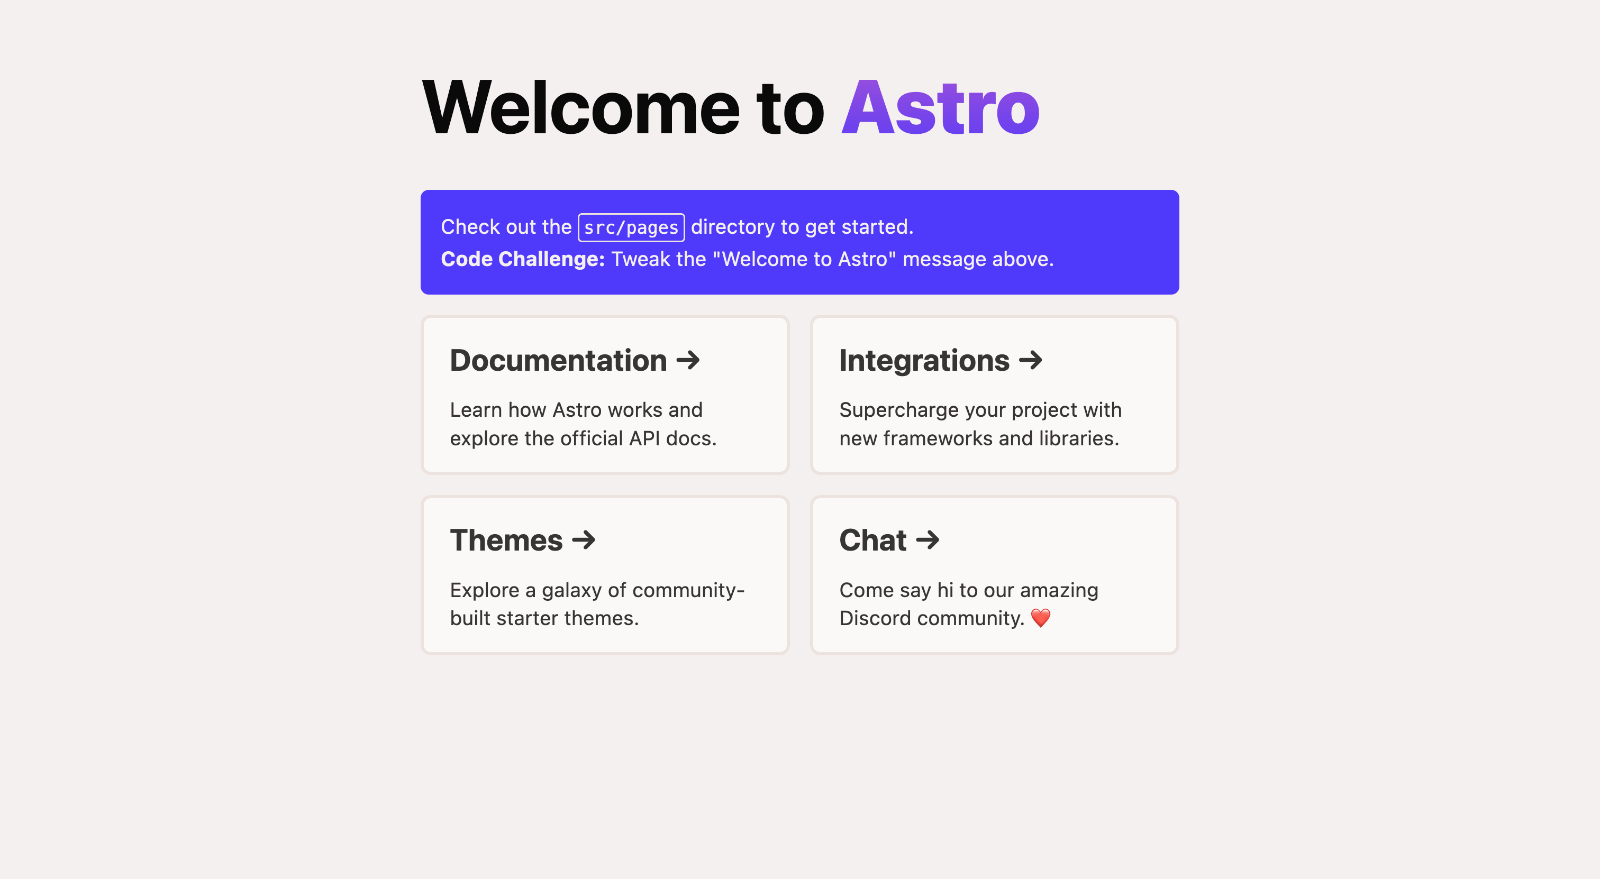 Welcome to Astro
Check out the src/pages directory to get started.
Code Challenge: Tweak the "Welcome to Astro" message above.
Documentation →
Learn how Astro works and
explore the official API docs.
Integrations →
Supercharge your project with
new frameworks and libraries.
Themes →
Explore a galaxy of community-
built starter themes.
Chat →
Come say hi to our amazing
Discord community. ❤️